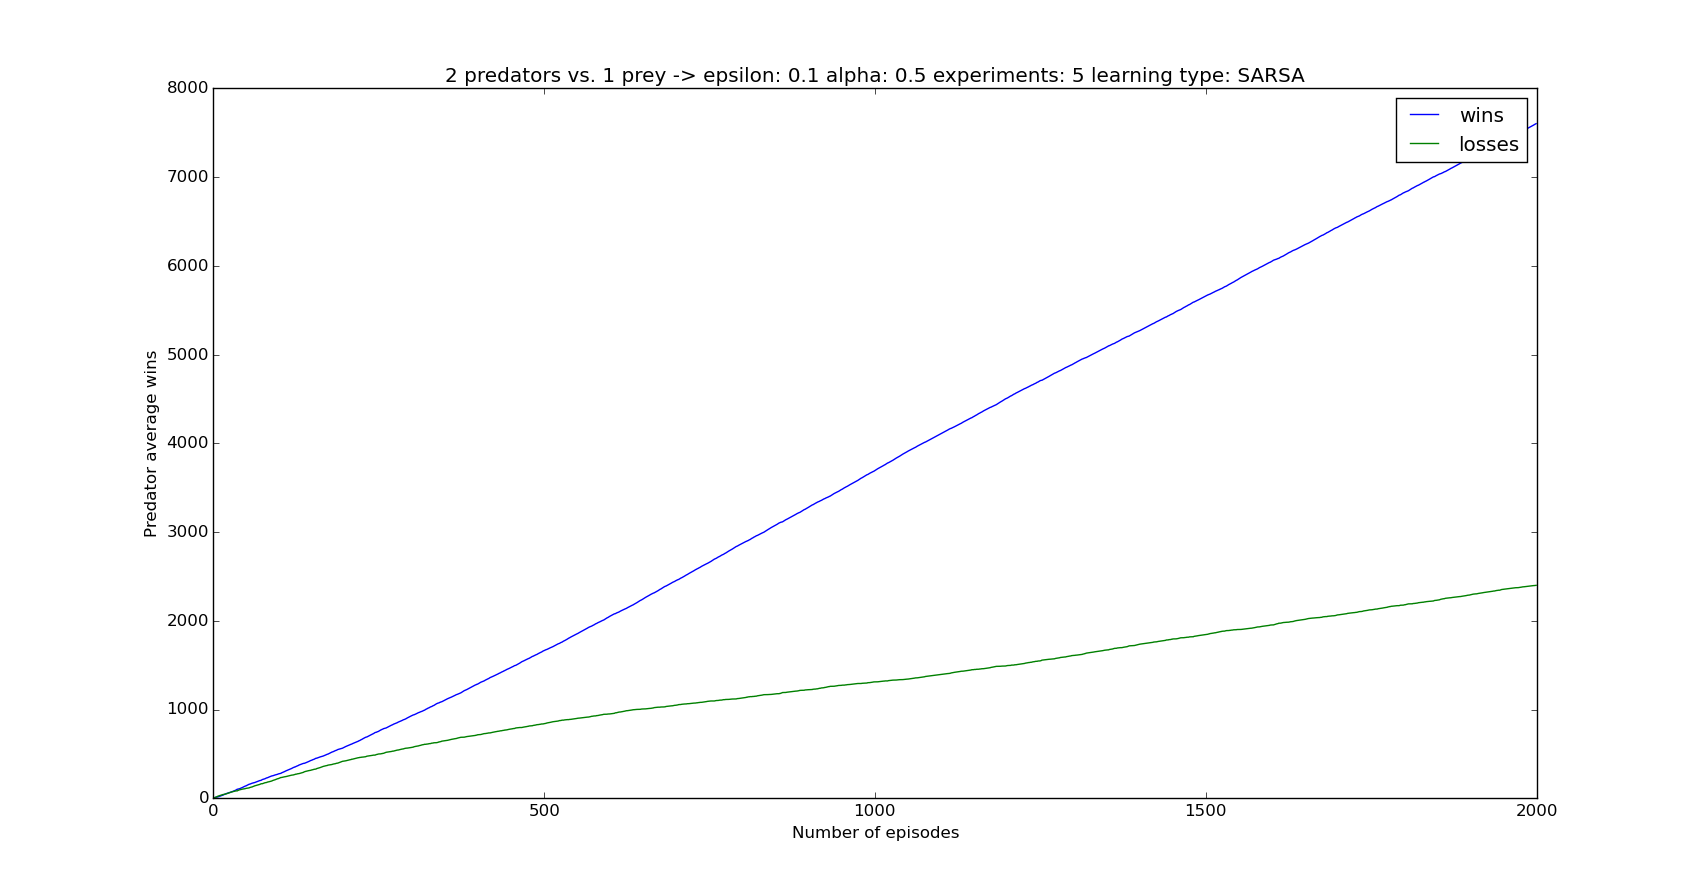 2 predators vs. 1 prey -> epsilon: 0.1 alpha: 0.5 experiments: 5 learning type: SARSA
wins
losses
8000
7000
6000
5000
4000
3000
2000
1000
0
Predator average wins
0 500 1000 1500 2000
Number of episodes